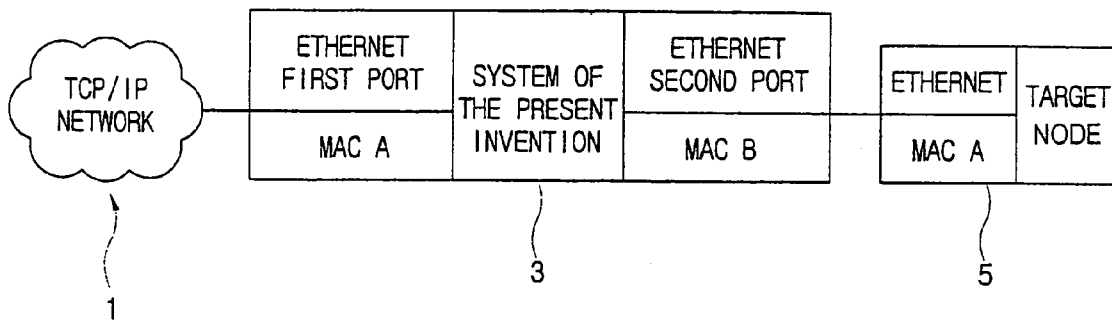 TCP/IP
NETWORK
ETHERNET
FIRST PORT
MAC A
SYSTEM OF
THE PRESENT
INVENTION
ETHERNET
SECOND PORT
MAC B
ETHERNET
MAC A
TARGET
NODE
1
3
5